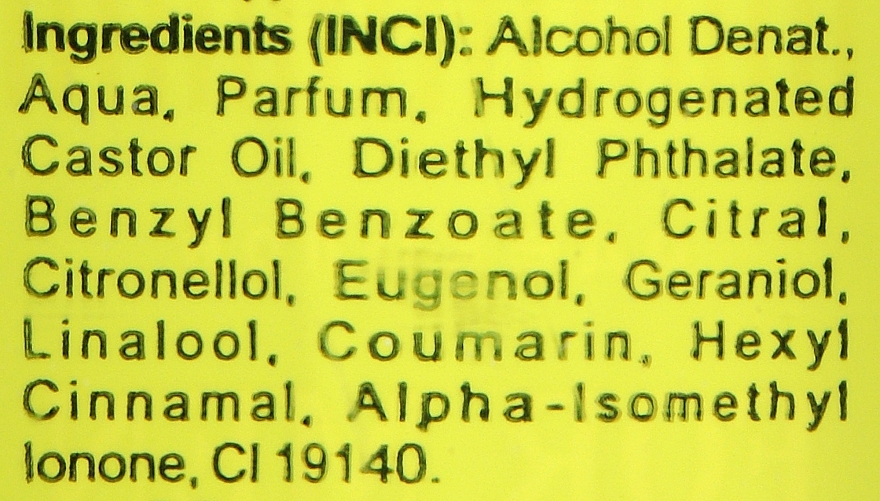 Ingredients (INCI): Alcohol Denat.,
Aqua, Parfum, Hydrogenated
Castor Oil, Diethyl Phthalate,
Benzyl Benzoate, Citral,
Citronellol, Eugenol, Geraniol,
Linalool, Coumarin, Hexyl
Cinnamal, Alpha-Isomethyl
Ionone, CI 19140.